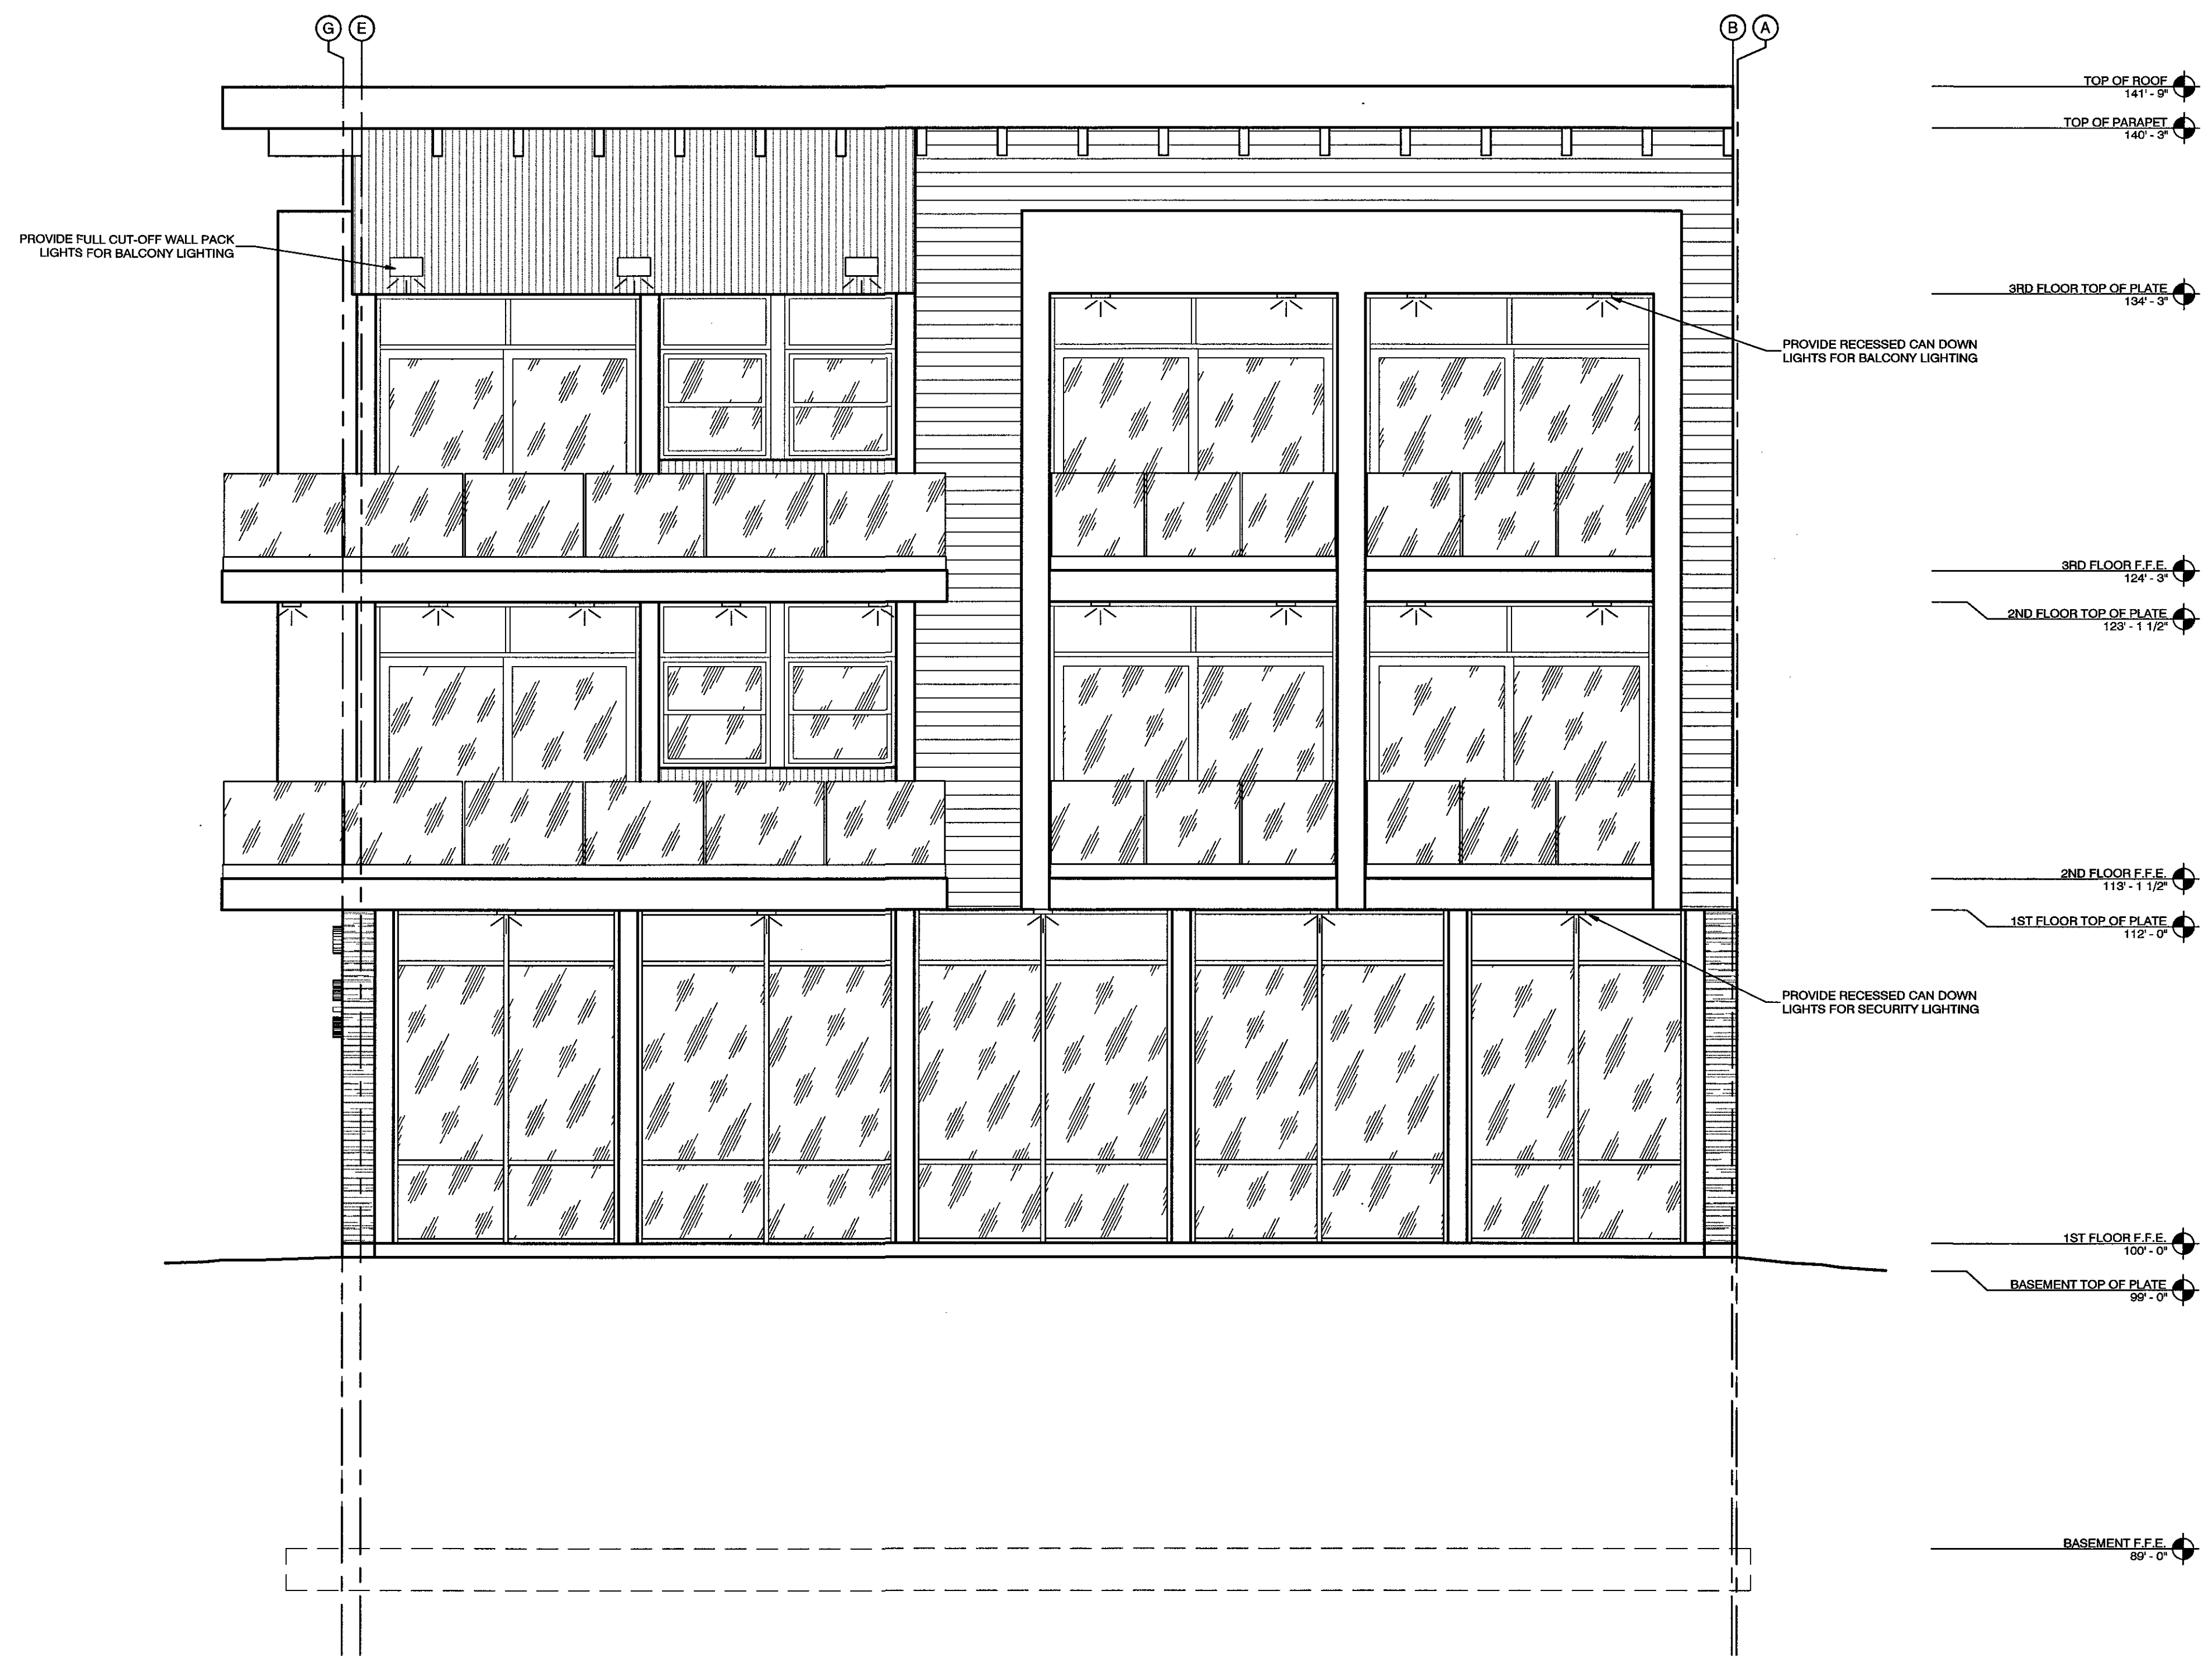 G E B A
TOP OF ROOF
141' - 9"
TOP OF PARAPET
140' - 3"
PROVIDE FULL CUT-OFF WALL PACK
LIGHTS FOR BALCONY LIGHTING
3RD FLOOR TOP OF PLATE
134' - 3"
PROVIDE RECESSED CAN DOWN
LIGHTS FOR BALCONY LIGHTING
3RD FLOOR F.F.E.
124' - 3"
2ND FLOOR TOP OF PLATE
123' - 1 1/2"
2ND FLOOR F.F.E.
113' - 1 1/2"
1ST FLOOR TOP OF PLATE
112' - 0"
PROVIDE RECESSED CAN DOWN
LIGHTS FOR SECURITY LIGHTING
1ST FLOOR F.F.E.
100' - 0"
BASEMENT TOP OF PLATE
99' - 0"
BASEMENT F.F.E.
89' - 0"